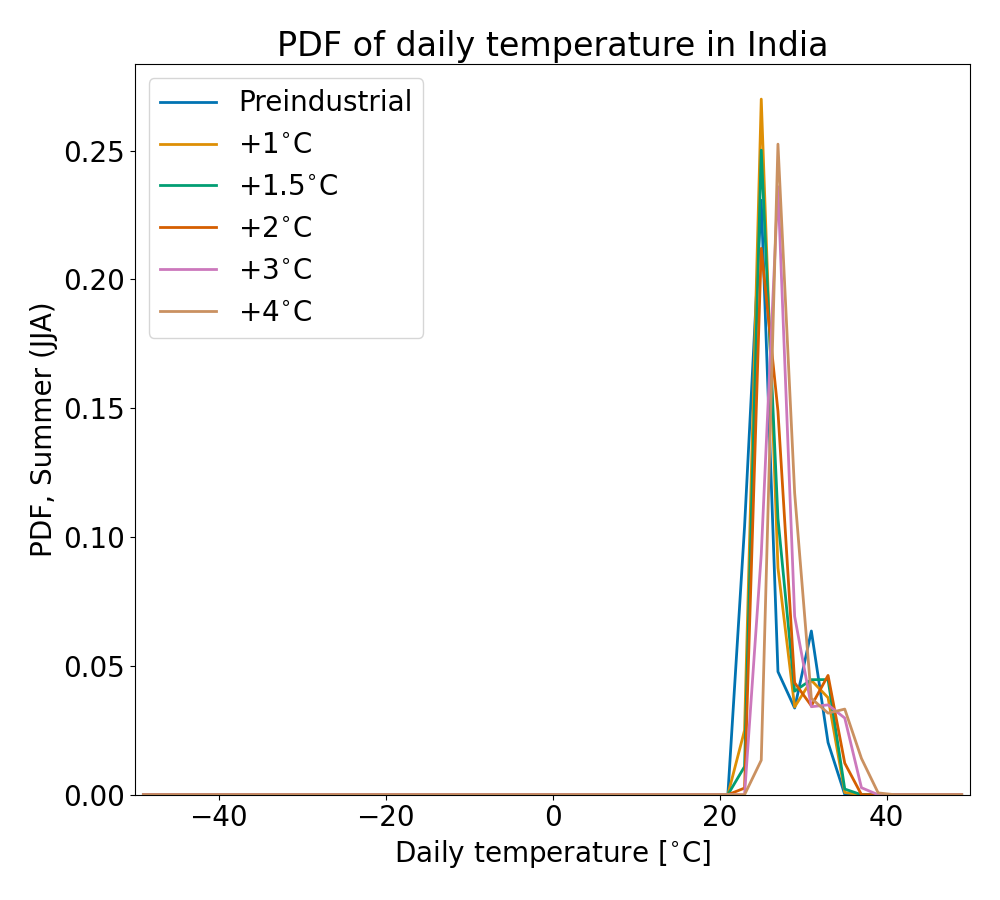 PDF of daily temperature in India
Preindustrial
+1°C
+1.5°C
+2°C
+3°C
+4°C
0.25
0.20
0.15
0.10
0.05
0.00
PDF, Summer (JJA)
−40
−20
0
20
40
Daily temperature [°C]